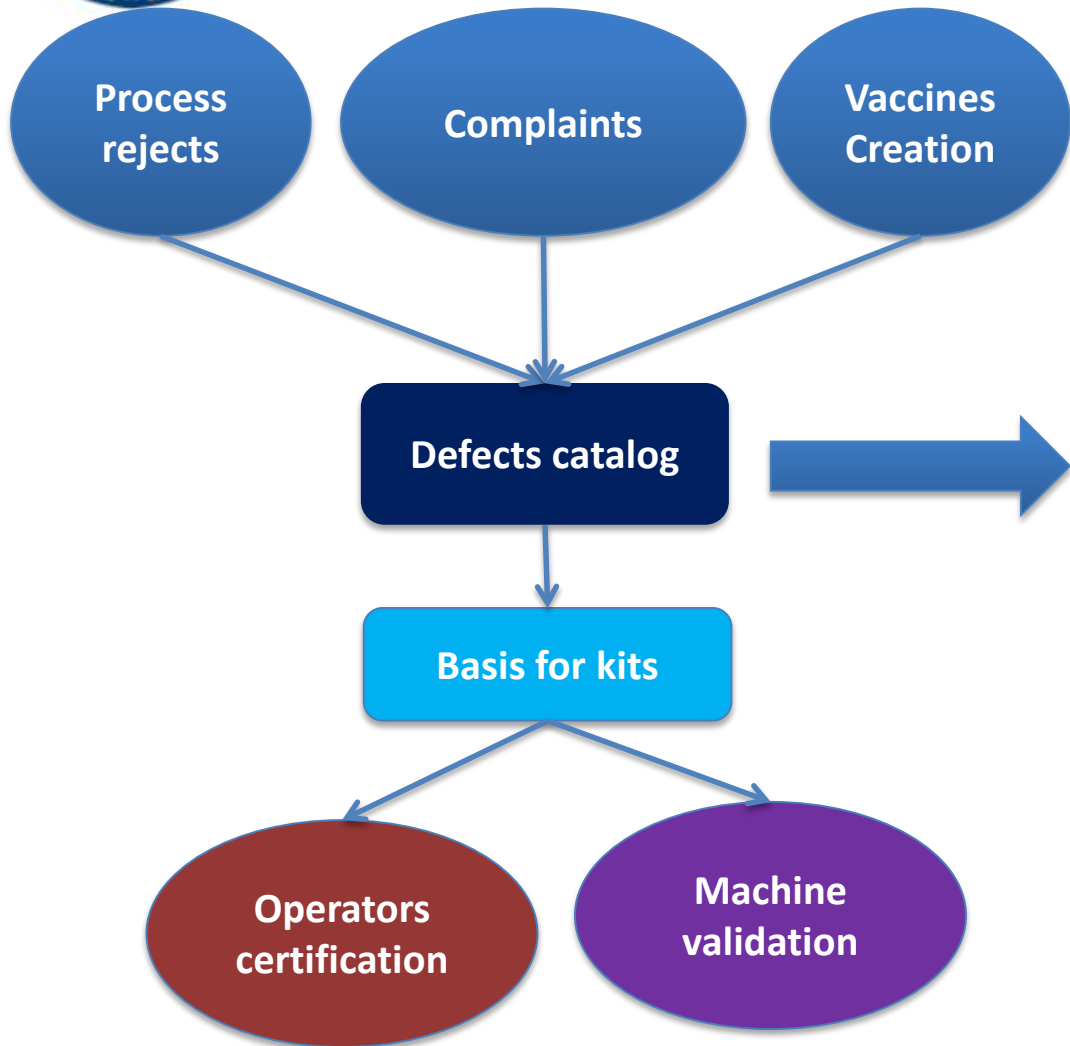 Process
rejects
Complaints
Vaccines
Creation
Defects catalog
Basis for kits
Operators
certification
Machine
validation